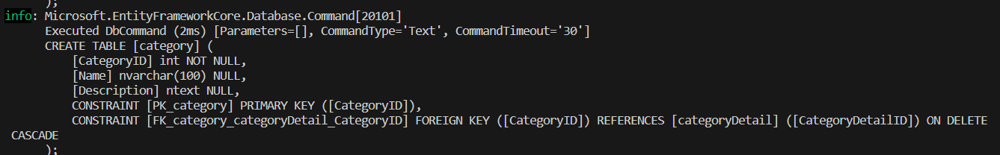 );
info: Microsoft.EntityFrameworkCore.Database.Command[20101]
Executed DbCommand (2ms) [Parameters=[], CommandType='Text', CommandTimeout='30']
CREATE TABLE [category] (
[CategoryID] int NOT NULL,
[Name] nvarchar(100) NULL,
[Description] ntext NULL,
CONSTRAINT [PK_category] PRIMARY KEY ([CategoryID]),
CONSTRAINT [FK_category_categoryDetail_CategoryID] FOREIGN KEY ([CategoryID]) REFERENCES [categoryDetail] ([CategoryDetailID]) ON DELETE
CASCADE
);